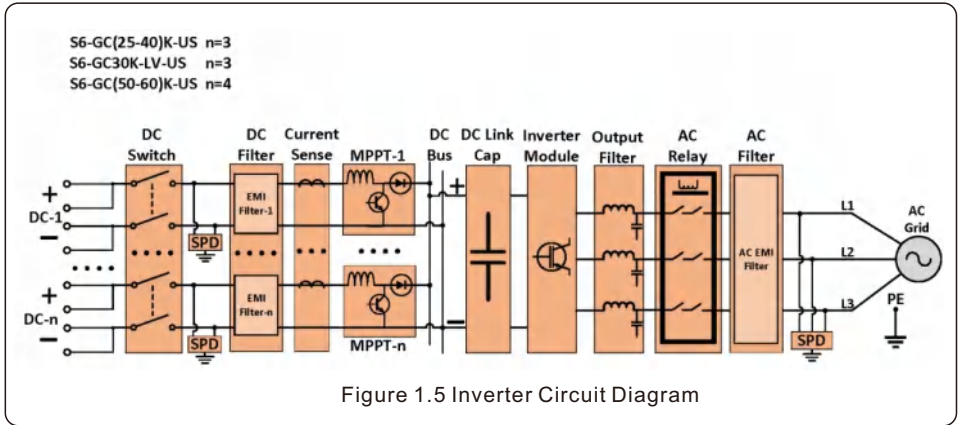 S6-GC(25-40)K-US n=3
S6-GC30K-LV-US n=3
S6-GC(50-60)K-US n=4
DC Switch
DC Filter
Current Sense
MPPT-1
DC Bus
DC Link Cap
Inverter Module
Output Filter
AC Relay
AC Filter
+
DC-1
−
EMI Filter-1
SPD
+
DC-n
−
EMI Filter-n
SPD
MPPT-n
+
−
AC EMI Filter
L1
L2
L3
SPD
AC Grid
PE
Figure 1.5 Inverter Circuit Diagram